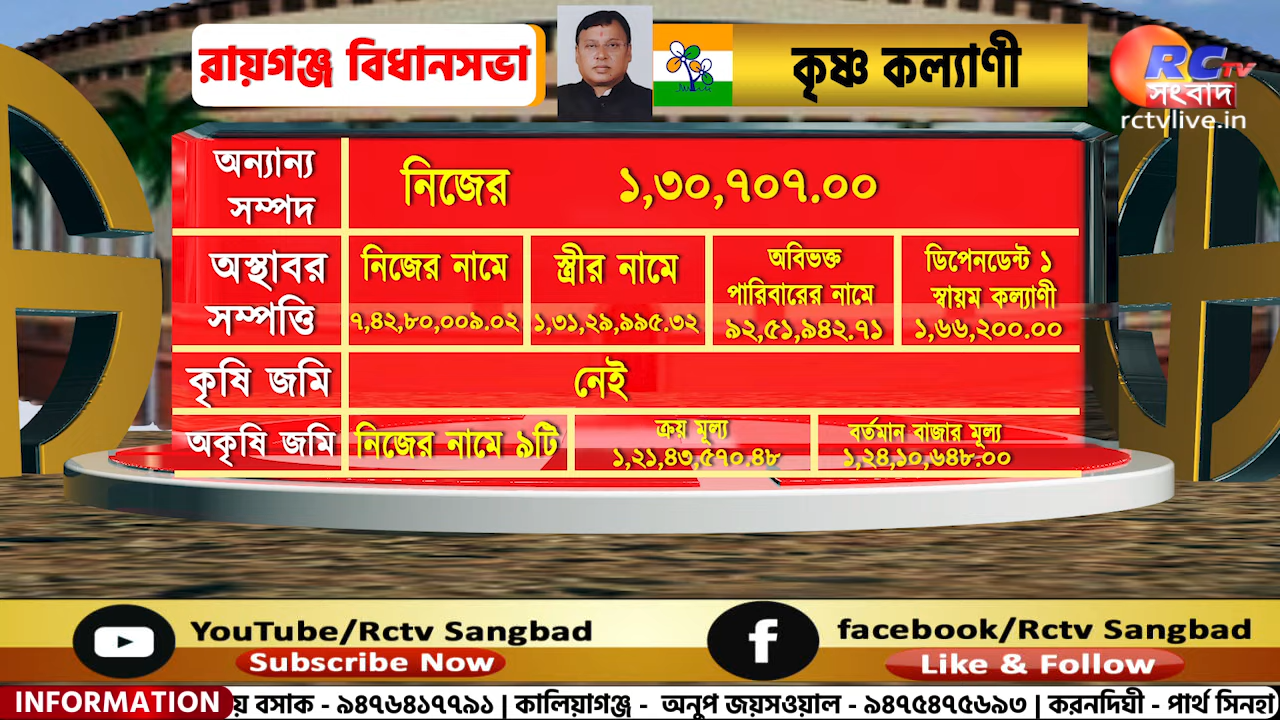 রায়গঞ্জ বিধানসভা
কৃষ্ণ কল্যাণী
RCTV
সংবাদ
rctvlive.in
অন্যান্য
সম্পদ
নিজের ১,৩০,৭০৭.০০
অস্থাবর
সম্পত্তি
নিজের নামে
৭,৪২,৮০,০০৯.০২
স্ত্রীর নামে
১,৩১,২৯,৯৯৫.৩২
অবিভক্ত
পারিবারের নামে
৯২,৫১,৯৪২.৭১
ডিপেনডেন্ট ১
স্বায়ম কল্যাণী
১,৬৬,২০০.০০
কৃষি জমি
নেই
অকৃষি জমি
নিজের নামে ৯টি
ক্রয় মূল্য
১,২১,৪৩,৫৭০,৪৮
বর্তমান বাজার মূল্য
১,২৪,১০,৬৪৮.০০
YouTube/Rctv Sangbad
Subscribe Now
facebook/Rctv Sangbad
Like & Follow
INFORMATION
য় বসাক - ৯৪৭৬৪১৭৭৯১ | কালিয়াগঞ্জ - অনুপ জয়সওয়াল - ৯৪৭৫৪৭৫৬৯৩ | করনদিঘী - পার্থ সিনহা